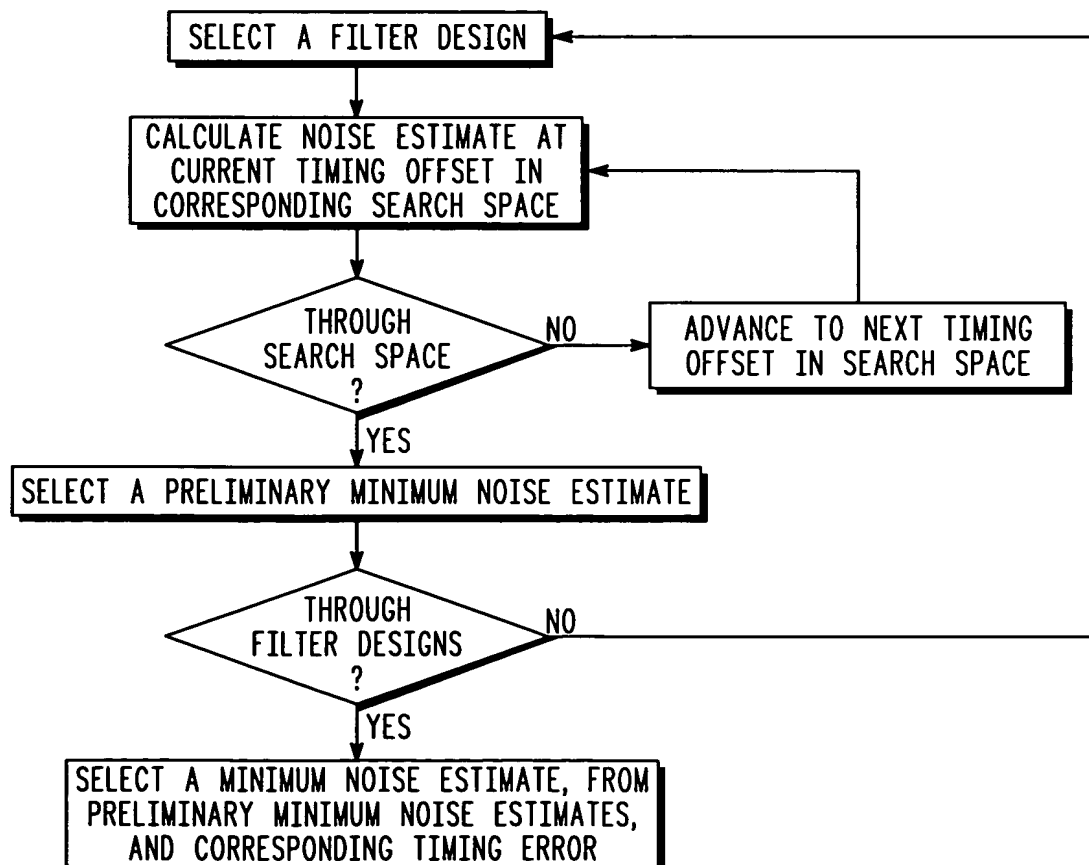 SELECT A FILTER DESIGN
CALCULATE NOISE ESTIMATE AT
CURRENT TIMING OFFSET IN
CORRESPONDING SEARCH SPACE
THROUGH
SEARCH SPACE
?
NO
ADVANCE TO NEXT TIMING
OFFSET IN SEARCH SPACE
YES
SELECT A PRELIMINARY MINIMUM NOISE ESTIMATE
THROUGH
FILTER DESIGNS
?
NO
YES
SELECT A MINIMUM NOISE ESTIMATE, FROM
PRELIMINARY MINIMUM NOISE ESTIMATES,
AND CORRESPONDING TIMING ERROR